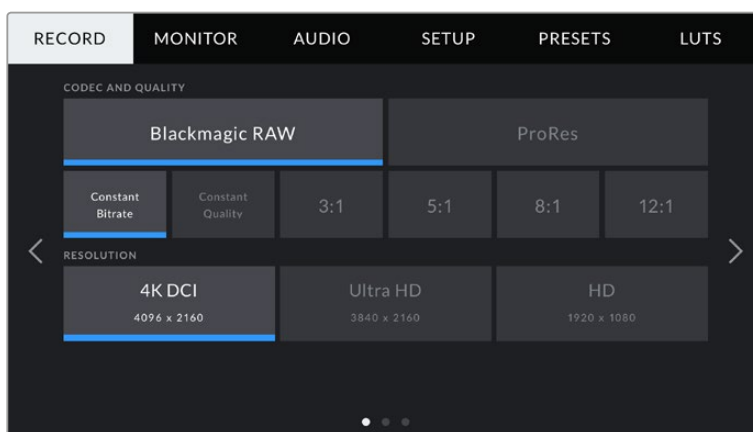 RECORD MONITOR AUDIO SETUP PRESETS LUTS
CODEC AND QUALITY
Blackmagic RAW ProRes
Constant Bitrate Constant Quality 3:1 5:1 8:1 12:1
RESOLUTION
4K DCI Ultra HD HD
4096 x 2160 3840 x 2160 1920 x 1080